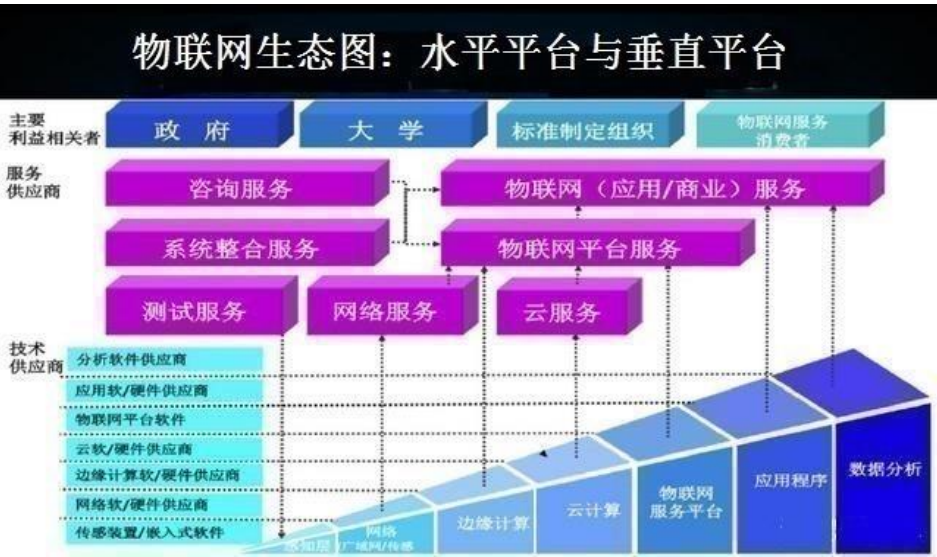 物联网生态图：水平平台与垂直平台
主要
利益相关者
政府
大学
标准制定组织
物联网服务
消费者
服务
供应商
咨询服务
物联网（应用/商业）服务
系统整合服务
物联网平台服务
测试服务
网络服务
云服务
技术
供应商
分析软件供应商
应用软/硬件供应商
物联网平台软件
云软/硬件供应商
边缘计算软/硬件供应商
网络软/硬件供应商
传感装置/嵌入式软件
感知层
网络
/广域网/传感
边缘计算
云计算
物联网
服务平台
应用程序
数据分析